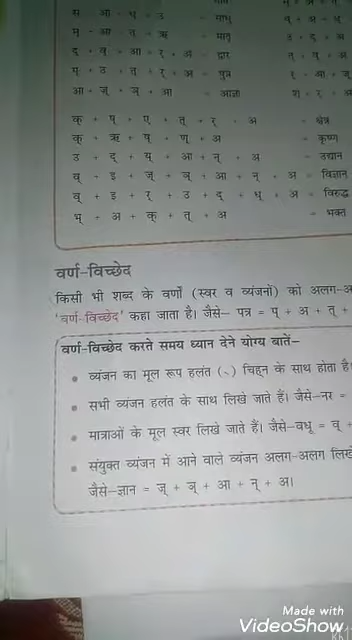 स् + आ + ध् + उ = साधु
म् + आ + त् + ऋ = मातृ
द् + व् + आ + र् + अ = द्वार
प् + उ + त् + र् + अ = पुत्र
आ + ज् + ञ् + आ = आज्ञा
क् + ष् + ए + त् + र् + अ = क्षेत्र
क् + ऋ + ष् + ण् + अ = कृष्ण
उ + द् + य् + आ + न् + अ = उद्यान
व् + इ + ज् + ञ् + आ + न् + अ = विज्ञान
व् + इ + र् + उ + द् + ध् + अ = विरुद्ध
भ् + अ + क् + त् + अ = भक्त
वर्ण-विच्छेद
किसी भी शब्द के वर्णों (स्वर व व्यंजनों) को अलग-अ
'वर्ण-विच्छेद' कहा जाता है। जैसे– पत्र = प् + अ + त् +
वर्ण-विच्छेद करते समय ध्यान देने योग्य बातें–
• व्यंजन का मूल रूप हलंत (्) चिह्न के साथ होता है।
• सभी व्यंजन हलंत के साथ लिखे जाते हैं। जैसे–नर =
• मात्राओं के मूल स्वर लिखे जाते हैं। जैसे–वधू = व् +
• संयुक्त व्यंजन में आने वाले व्यंजन अलग-अलग लिखे
जैसे–ज्ञान = ज् + ञ् + आ + न् + अ।
Made with
VideoShow